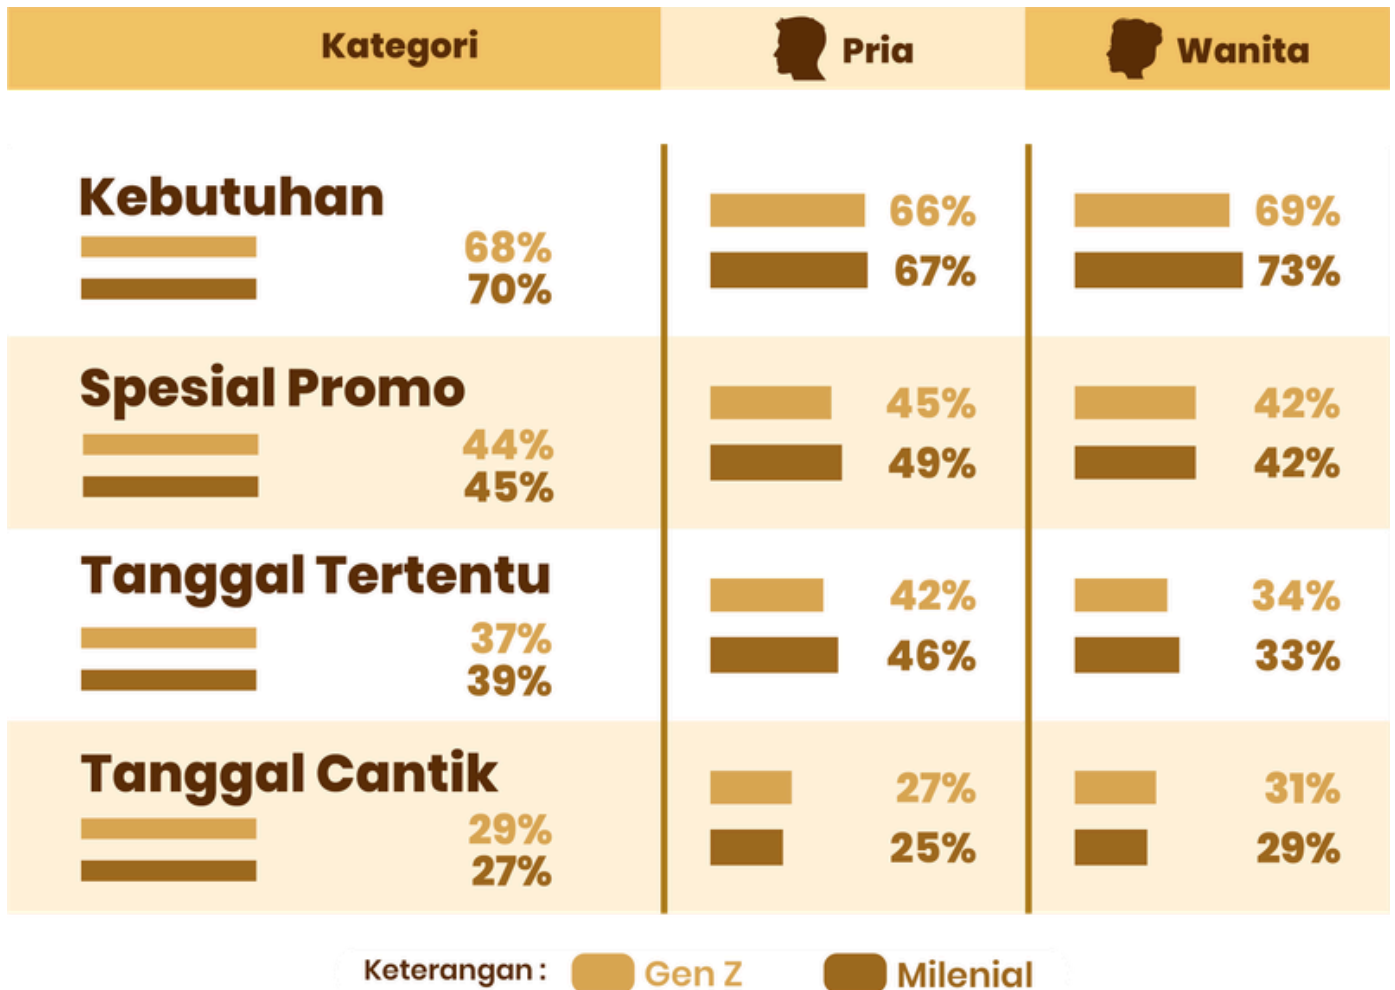 Kategori Pria Wanita
Kebutuhan
68% 66% 69%
70% 67% 73%
Spesial Promo
44% 45% 42%
45% 49% 42%
Tanggal Tertentu
37% 42% 34%
39% 46% 33%
Tanggal Cantik
29% 27% 31%
27% 25% 29%
Keterangan : Gen Z Milenial